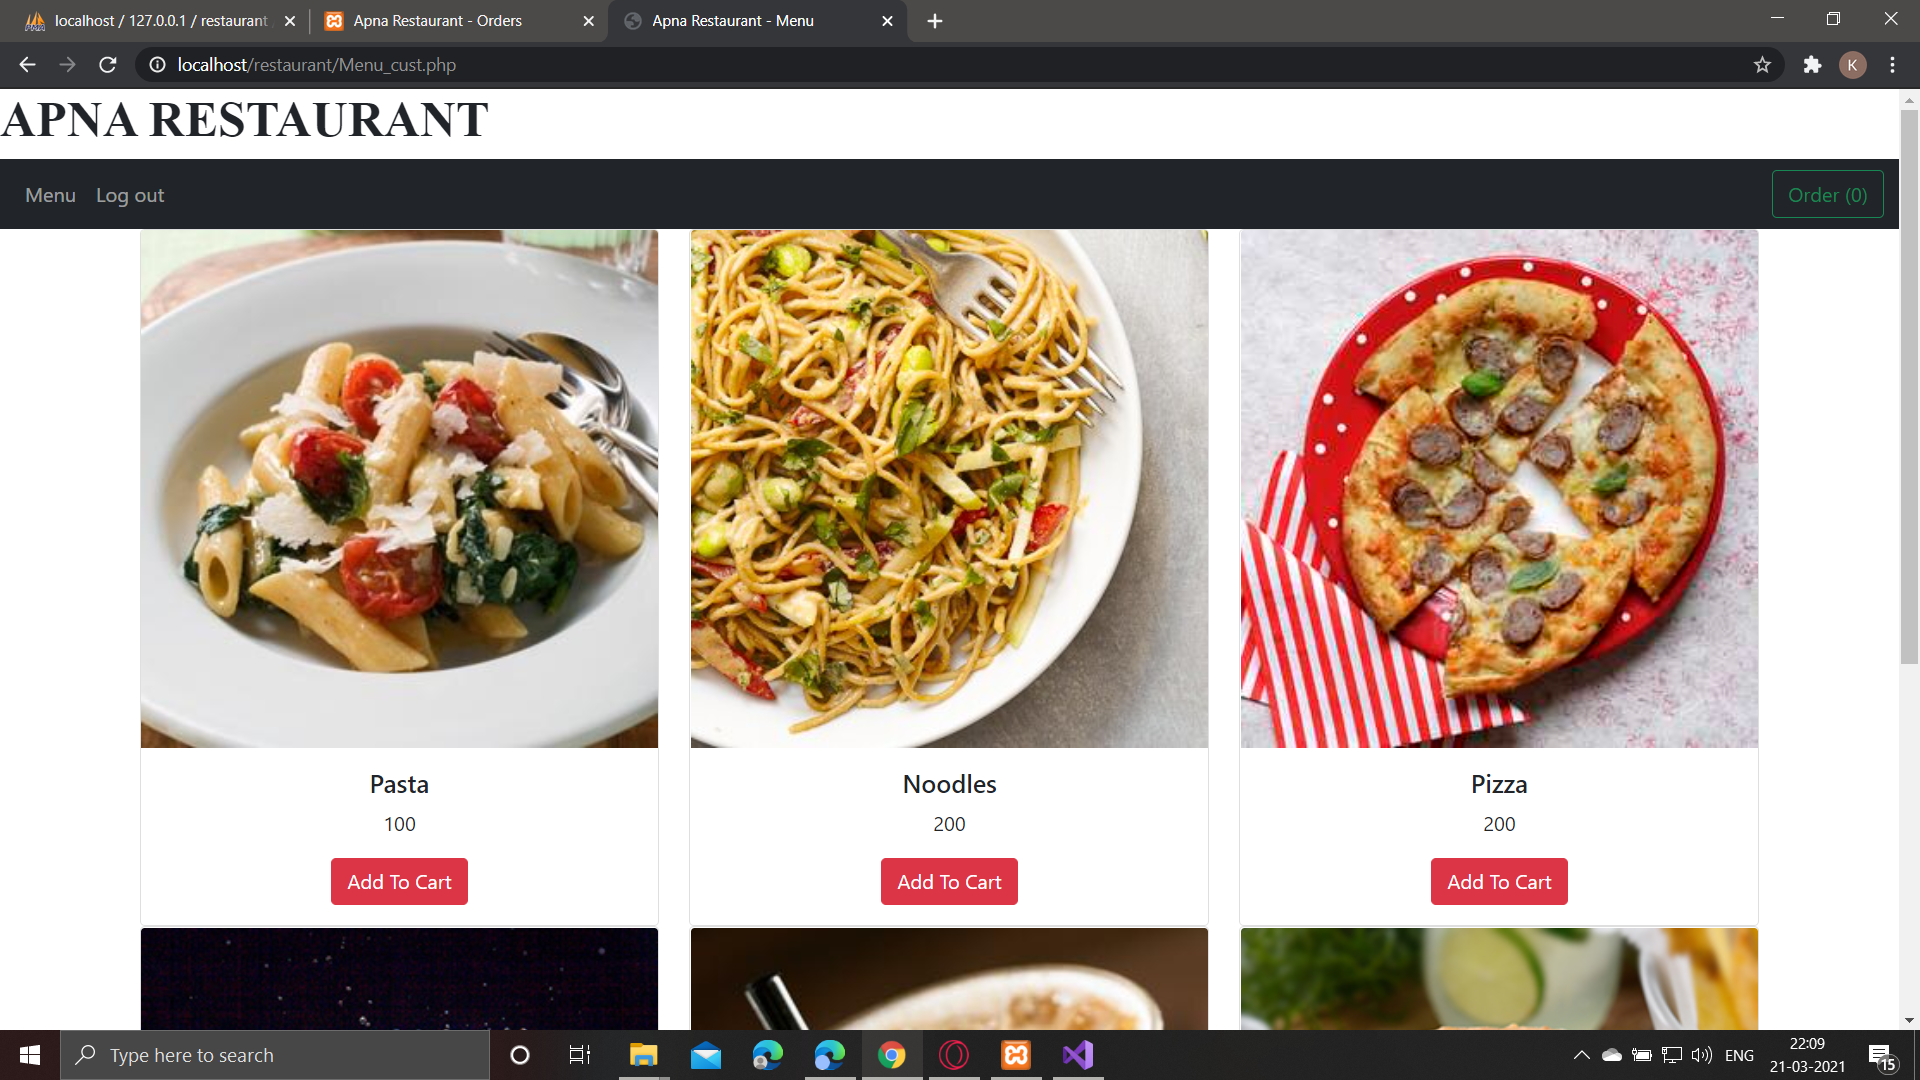 localhost / 127.0.0.1 / restaurant
Apna Restaurant - Orders
Apna Restaurant - Menu
localhost/restaurant/Menu_cust.php
K
APNA RESTAURANT
Menu
Log out
Order (0)
Pasta
Noodles
Pizza
100
200
200
Add To Cart
Add To Cart
Add To Cart
Type here to search
ENG
22:09
21-03-2021
15